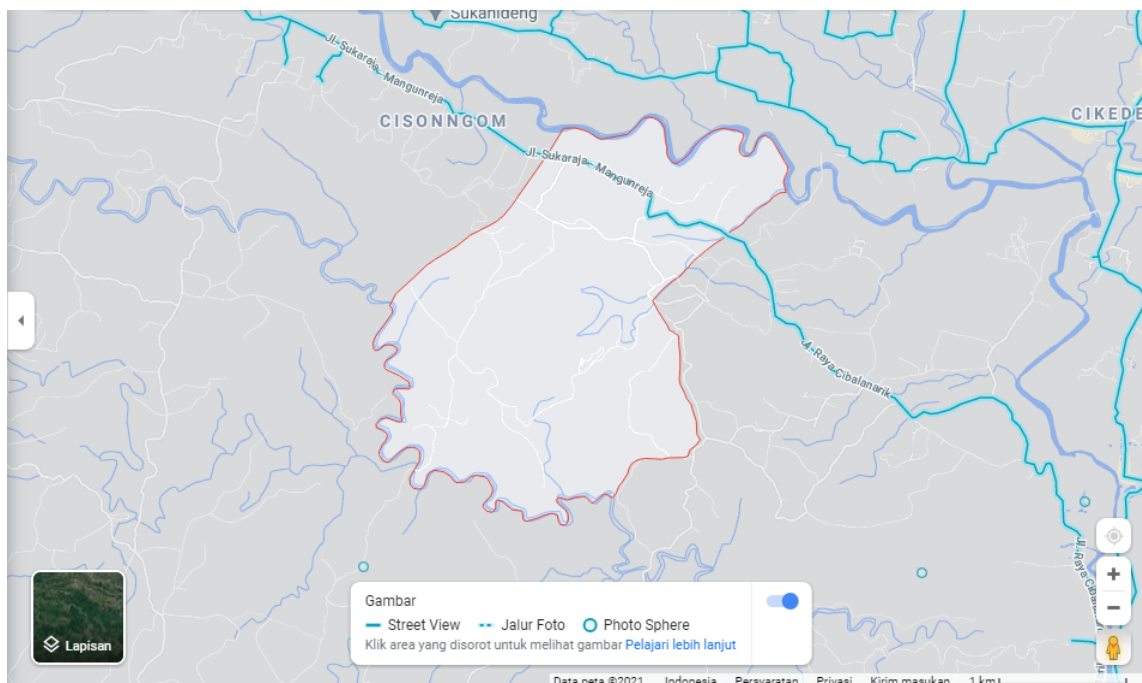 Sukahideng
Jl. Sukaraja - Mangunreja
CISONNGOM
CIKEDE
Jl. Sukaraja - Mangunreja
Jl. Raya Cibalanarik
Jl. Raya Cibala
Gambar
Street View Jalur Foto Photo Sphere
Klik area yang disorot untuk melihat gambar Pelajari lebih lanjut
Lapisan
Data peta ©2021 Indonesia Persyaratan Privasi Kirim masukan 1 km